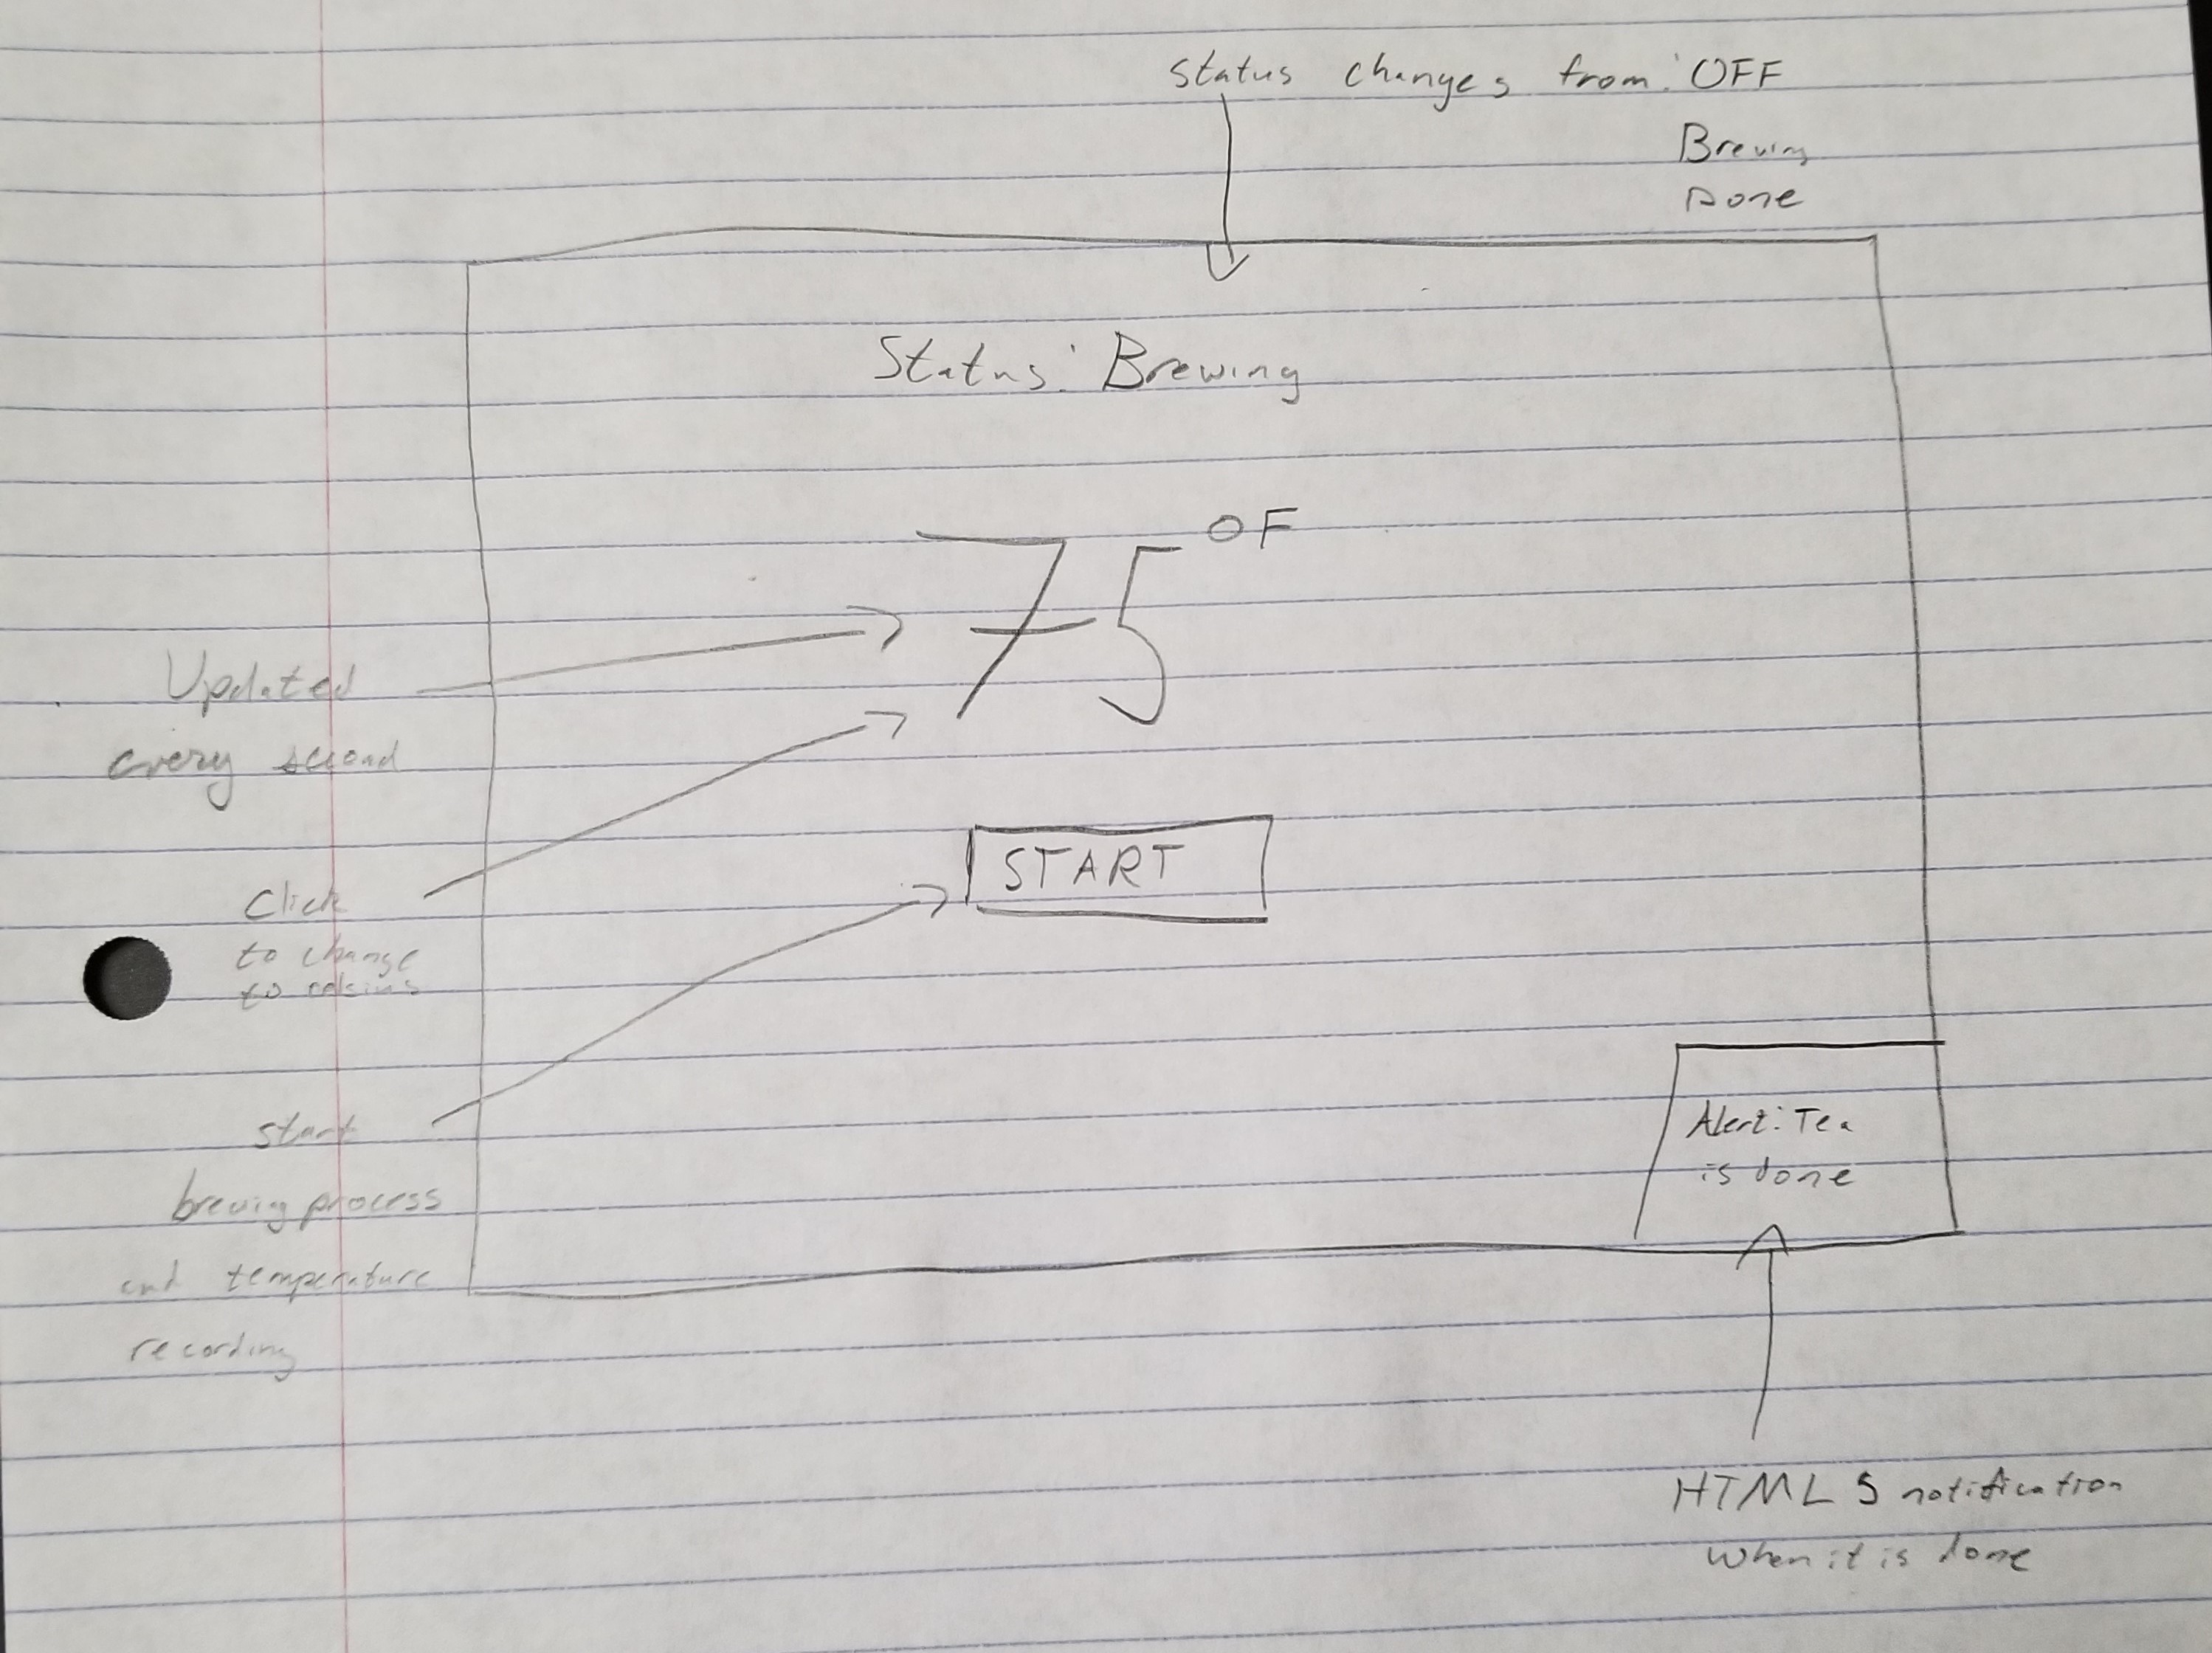 Status changes from: OFF
Brewing
Done
Status: Brewing
75 OF
Updated
every second
Click
to change
to celsius
START
start
brewing process
and temperature
recording
Alert: Tea
is done
HTML 5 notification
when it is done